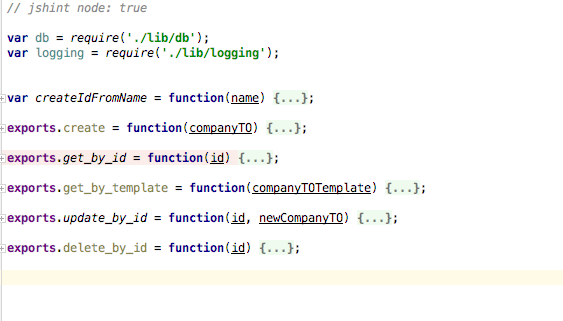 // jshint node: true
var db = require('./lib/db');
var logging = require('./lib/logging');
var createIdFromName = function(name) {...};
exports.create = function(companyTO) {...};
exports.get_by_id = function(id) {...};
exports.get_by_template = function(companyTOTemplate) {...};
exports.update_by_id = function(id, newCompanyTO) {...};
exports.delete_by_id = function(id) {...};